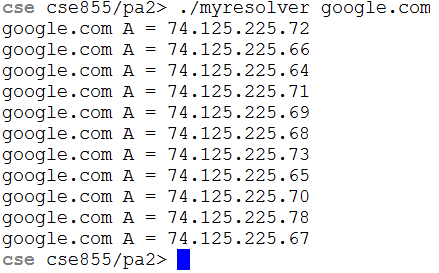 cse cse855/pa2> ./myresolver google.com
google.com A = 74.125.225.72
google.com A = 74.125.225.66
google.com A = 74.125.225.64
google.com A = 74.125.225.71
google.com A = 74.125.225.69
google.com A = 74.125.225.68
google.com A = 74.125.225.73
google.com A = 74.125.225.65
google.com A = 74.125.225.70
google.com A = 74.125.225.78
google.com A = 74.125.225.67
cse cse855/pa2>